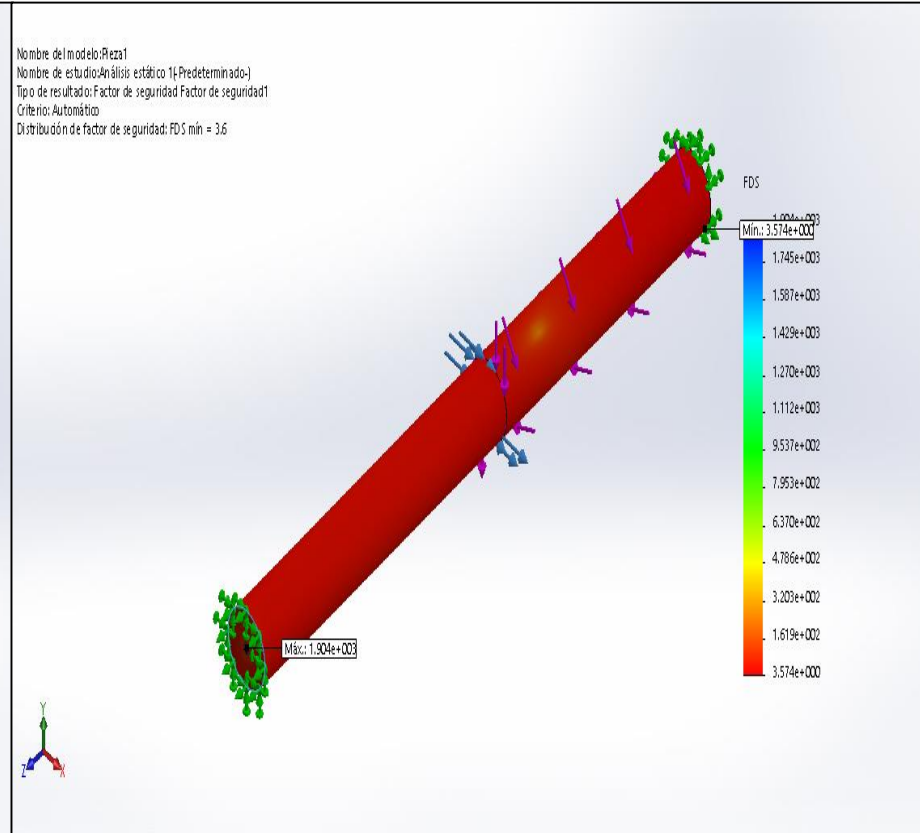 Nombre del modelo:Pieza1
Nombre de estudio:Análisis estático 1(-Predeterminado-)
Tipo de resultado: Factor de seguridad Factor de seguridad1
Criterio: Automático
Distribución de factor de seguridad: FDS mín = 3.6
FDS
Mín.: 3.574e+000
1.745e+003
1.587e+003
1.429e+003
1.270e+003
1.112e+003
9.537e+002
7.953e+002
6.370e+002
4.786e+002
3.203e+002
1.619e+002
3.574e+000
Máx.: 1.904e+003
Y
Z
X